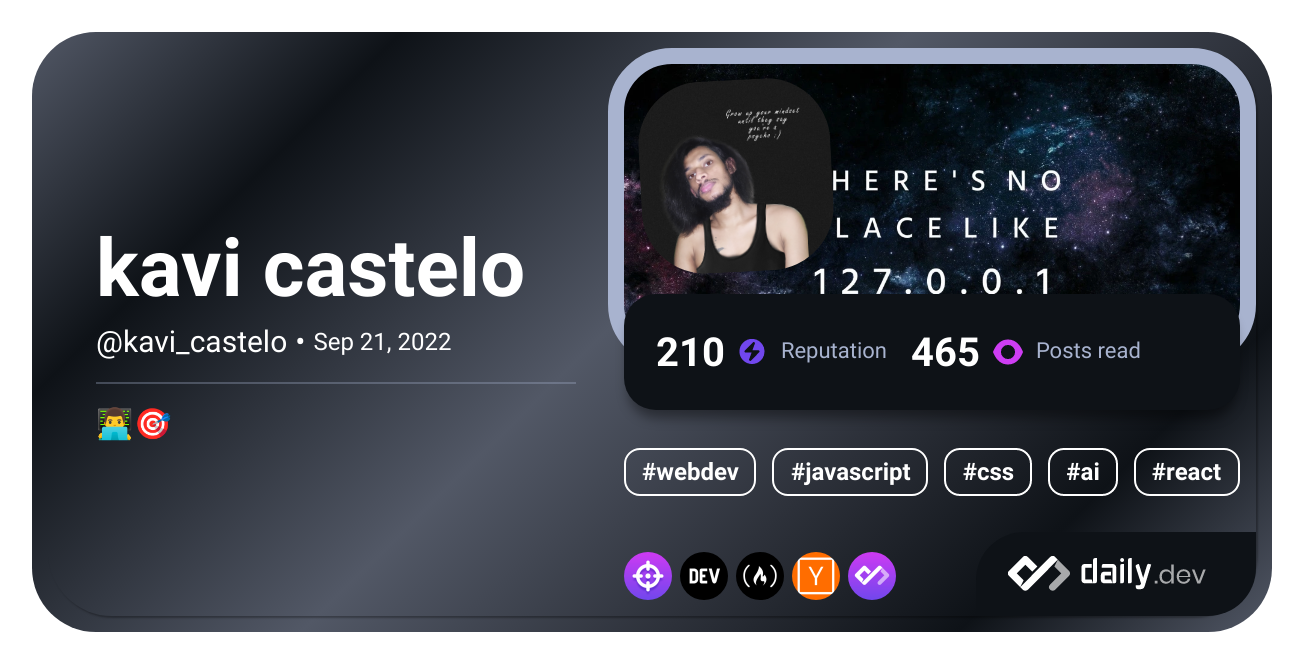 kavi castelo
@kavi_castelo • Sep 21, 2022
Grow up your mindset
until they say
you're a
psycho :)
HERE'S NO
LACE LIKE
127.0.0.1
210 Reputation 465 Posts read
#webdev #javascript #css #ai #react
DEV
Y
daily.dev